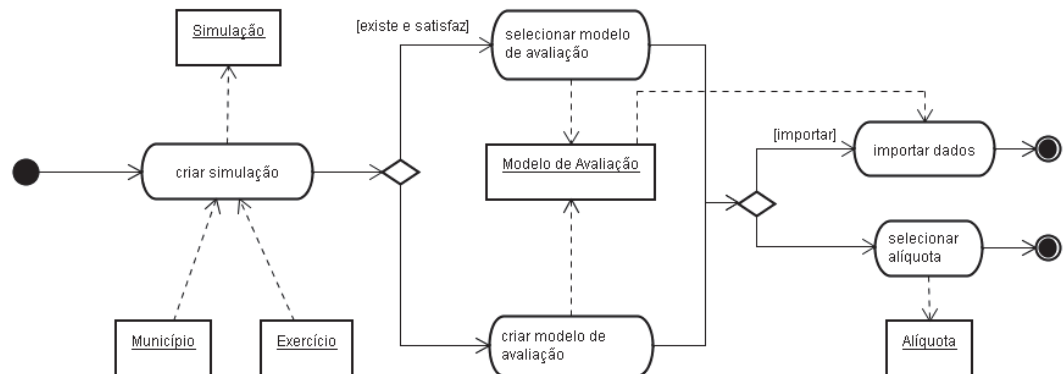 Simulação
[existe e satisfaz]
selecionar modelo
de avaliação
[importar]
criar simulação
Modelo de Avaliação
importar dados
selecionar
alíquota
Município
Exercício
criar modelo de
avaliação
Alíquota